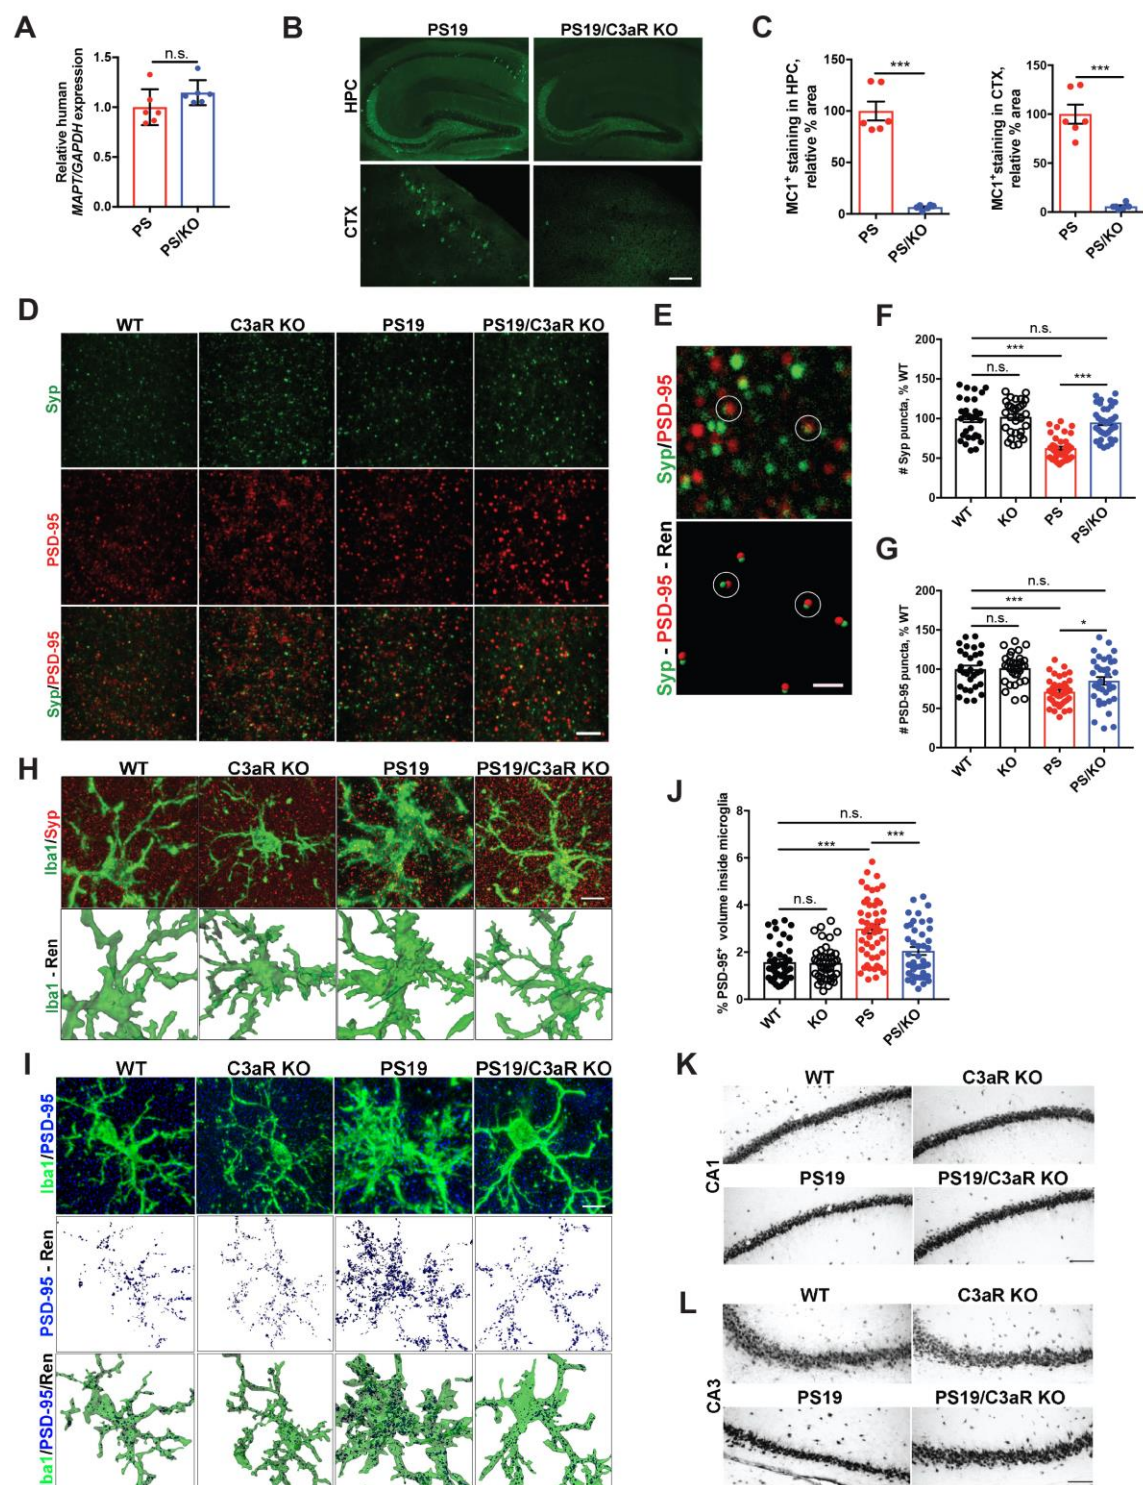 A
Relative human
MAPT/GAPDH expression
1.5
1.0
0.5
0.0
n.s.
PS
PS/KO
B
PS19
PS19/C3aR KO
HPC
CTX
C
MC1+ staining in HPC,
relative % area
150
100
50
0
***
PS
PS/KO
MC1+ staining in CTX,
relative % area
150
100
50
0
***
PS
PS/KO
D
WT
C3aR KO
PS19
PS19/C3aR KO
Syp
PSD-95
Syp/PSD-95
E
Syp/PSD-95
Syp - PSD-95 - Ren
F
# Syp puncta, % WT
200
150
100
50
0
n.s.
***
n.s.
***
WT
KO
PS
PS/KO
G
# PSD-95 puncta, % WT
200
150
100
50
0
n.s.
***
n.s.
*
WT
KO
PS
PS/KO
H
WT
C3aR KO
PS19
PS19/C3aR KO
Iba1/Syp
Iba1 - Ren
J
% PSD-95+ volume inside microglia
8
6
4
2
0
n.s.
***
***
n.s.
WT
KO
PS
PS/KO
I
WT
C3aR KO
PS19
PS19/C3aR KO
Iba1/PSD-95
PSD-95 - Ren
ba1/PSD-95/Ren
K
WT
C3aR KO
CA1
PS19
PS19/C3aR KO
L
WT
C3aR KO
CA3
PS19
PS19/C3aR KO